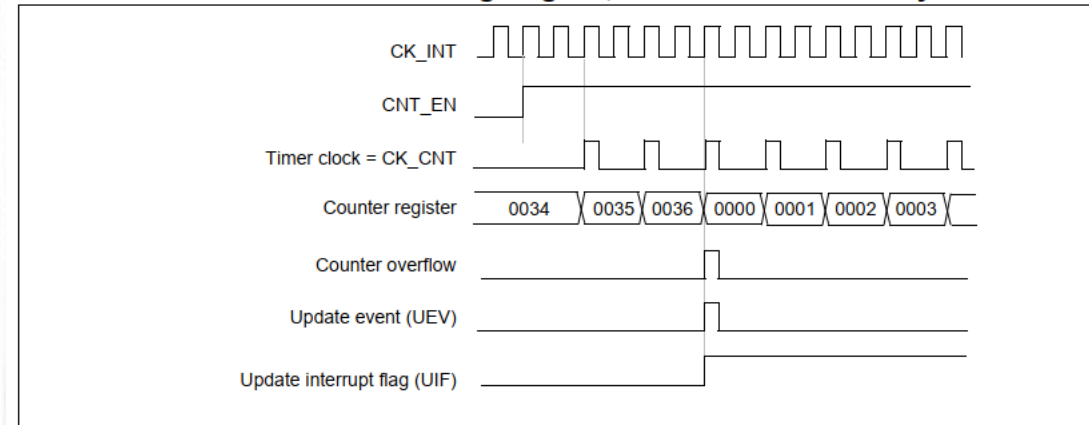 CK_INT
CNT_EN
Timer clock = CK_CNT
Counter register 0034 0035 0036 0000 0001 0002 0003
Counter overflow
Update event (UEV)
Update interrupt flag (UIF)